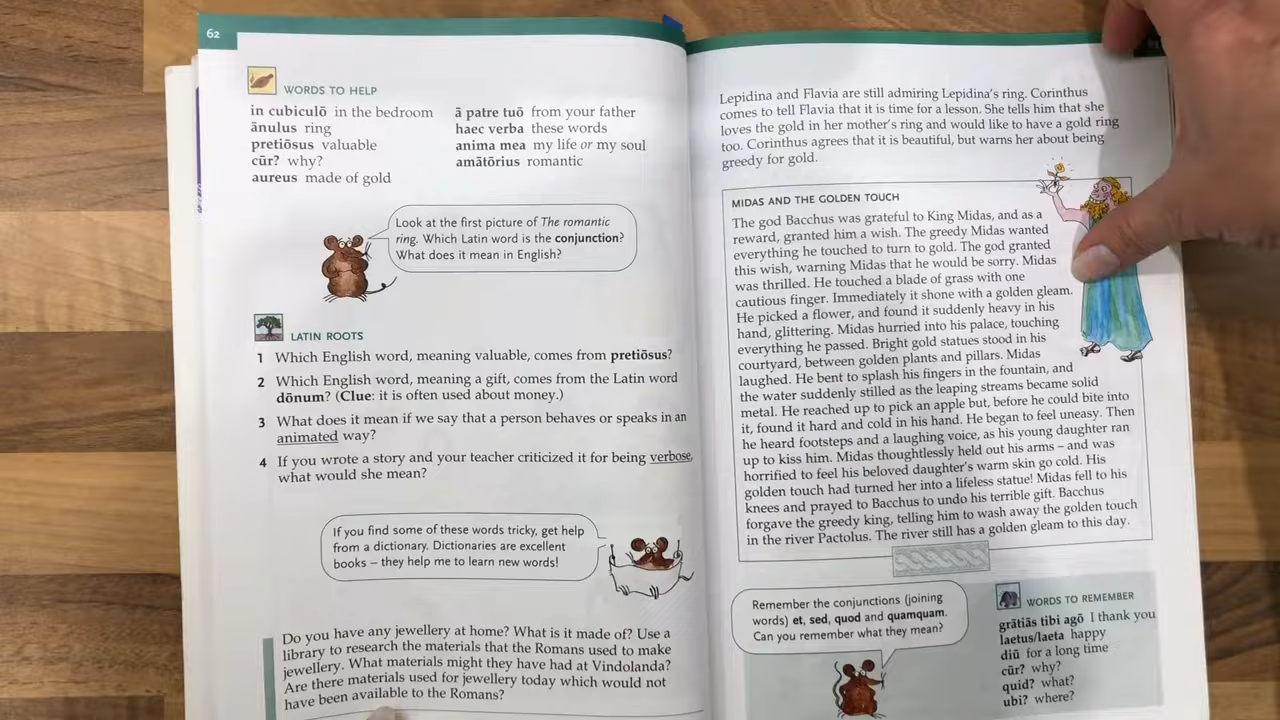 62
WORDS TO HELP
in cubiculō in the bedroom
ānulus ring
pretiōsus valuable
cūr? why?
aureus made of gold
ā patre tuō from your father
haec verba these words
anima mea my life or my soul
amātōrius romantic
Look at the first picture of The romantic
ring. Which Latin word is the conjunction?
What does it mean in English?
LATIN ROOTS
1 Which English word, meaning valuable, comes from pretiōsus?
2 Which English word, meaning a gift, comes from the Latin word
dōnum? (Clue: it is often used about money.)
3 What does it mean if we say that a person behaves or speaks in an
animated way?
4 If you wrote a story and your teacher criticized it for being verbose,
what would she mean?
If you find some of these words tricky, get help
from a dictionary. Dictionaries are excellent
books – they help me to learn new words!
Do you have any jewellery at home? What is it made of? Use a
library to research the materials that the Romans used to make
jewellery. What materials might they have had at Vindolanda?
Are there materials used for jewellery today which would not
have been available to the Romans?
Lepidina and Flavia are still admiring Lepidina's ring. Corinthus
comes to tell Flavia that it is time for a lesson. She tells him that she
loves the gold in her mother's ring and would like to have a gold ring
too. Corinthus agrees that it is beautiful, but warns her about being
greedy for gold.
MIDAS AND THE GOLDEN TOUCH
The god Bacchus was grateful to King Midas, and as a
reward, granted him a wish. The greedy Midas wanted
everything he touched to turn to gold. The god granted
this wish, warning Midas that he would be sorry. Midas
was thrilled. He touched a blade of grass with one
cautious finger. Immediately it shone with a golden gleam.
He picked a flower, and found it suddenly heavy in his
hand, glittering. Midas hurried into his palace, touching
everything he passed. Bright gold statues stood in his
courtyard, between golden plants and pillars. Midas
laughed. He bent to splash his fingers in the fountain, and
the water suddenly stilled as the leaping streams became solid
metal. He reached up to pick an apple but, before he could bite into
it, found it hard and cold in his hand. He began to feel uneasy. Then
he heard footsteps and a laughing voice, as his young daughter ran
up to kiss him. Midas thoughtlessly held out his arms – and was
horrified to feel his beloved daughter's warm skin go cold. His
golden touch had turned her into a lifeless statue! Midas fell to his
knees and prayed to Bacchus to undo his terrible gift. Bacchus
forgave the greedy king, telling him to wash away the golden touch
in the river Pactolus. The river still has a golden gleam to this day.
Remember the conjunctions (joining
words) et, sed, quod and quamquam.
Can you remember what they mean?
WORDS TO REMEMBER
grātiās tibi agō I thank you
laetus/laeta happy
diū for a long time
cūr? why?
quid? what?
ubi? where?